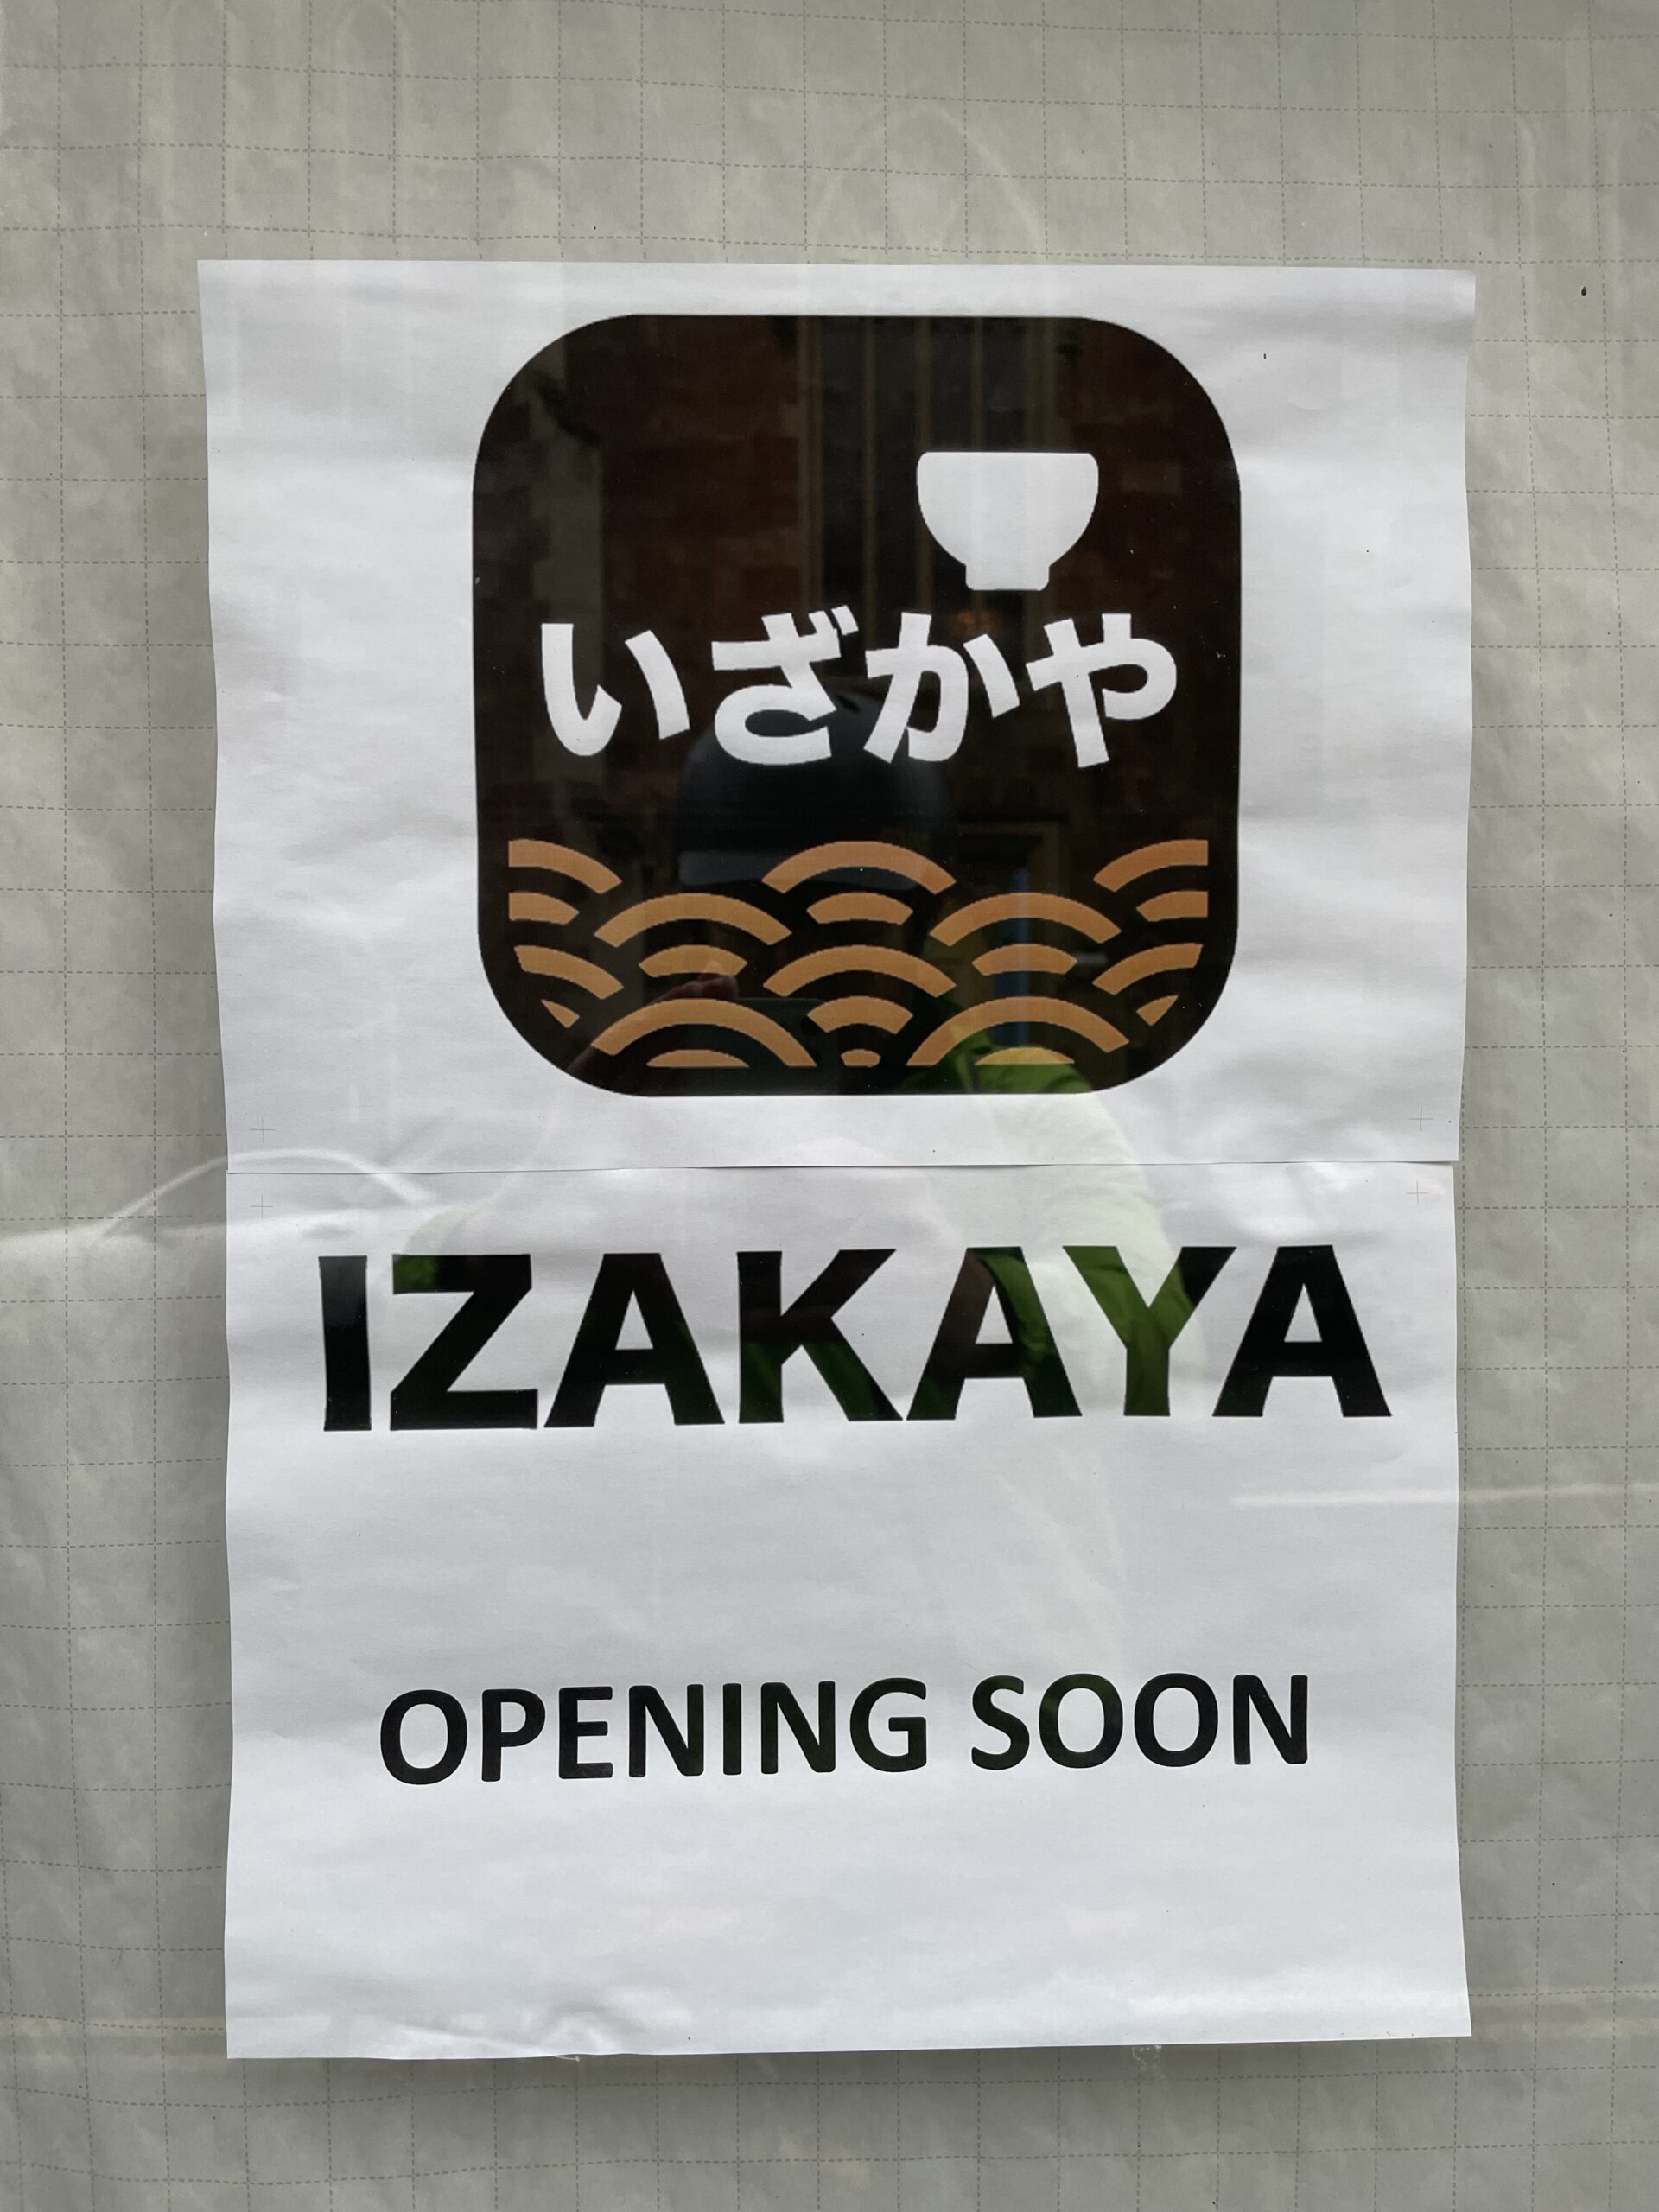 いざかや
IZAKAYA
OPENING SOON